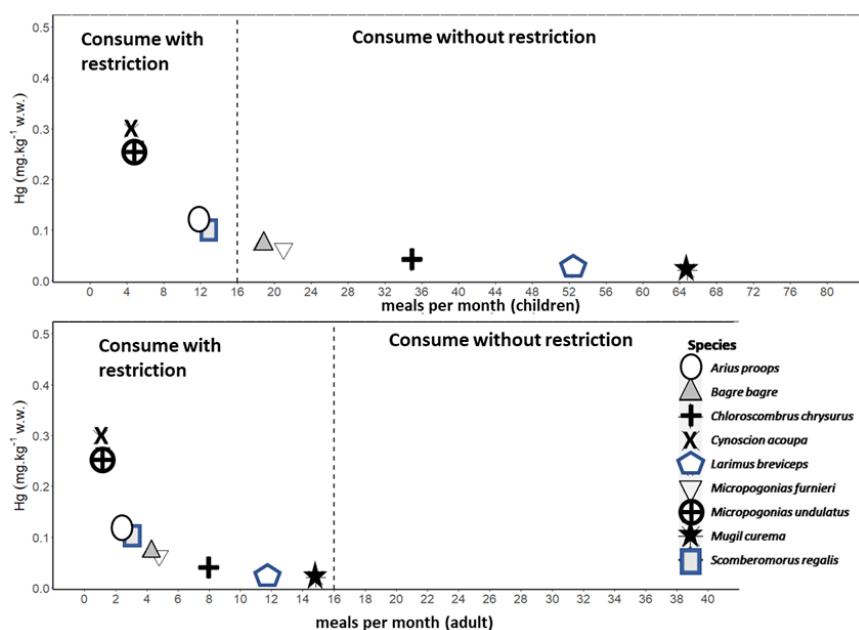 Consume with
restriction
Consume without restriction
Hg (mg.kg⁻¹ w.w.)
0.5
0.4
0.3
0.2
0.1
0.0
0 4 8 12 16 20 24 28 32 36 40 44 48 52 56 60 64 68 72 76 80
meals per month (children)
Consume with
restriction
Consume without restriction
Hg (mg.kg⁻¹ w.w.)
0.5
0.4
0.3
0.2
0.1
0.0
0 2 4 6 8 10 12 14 16 18 20 22 24 26 28 30 32 34 36 38 40
meals per month (adult)
Species
Arius proops
Bagre bagre
Chloroscombrus chrysurus
Cynoscion acoupa
Larimus breviceps
Micropogonias furnieri
Micropogonias undulatus
Mugil curema
Scomberomorus regalis